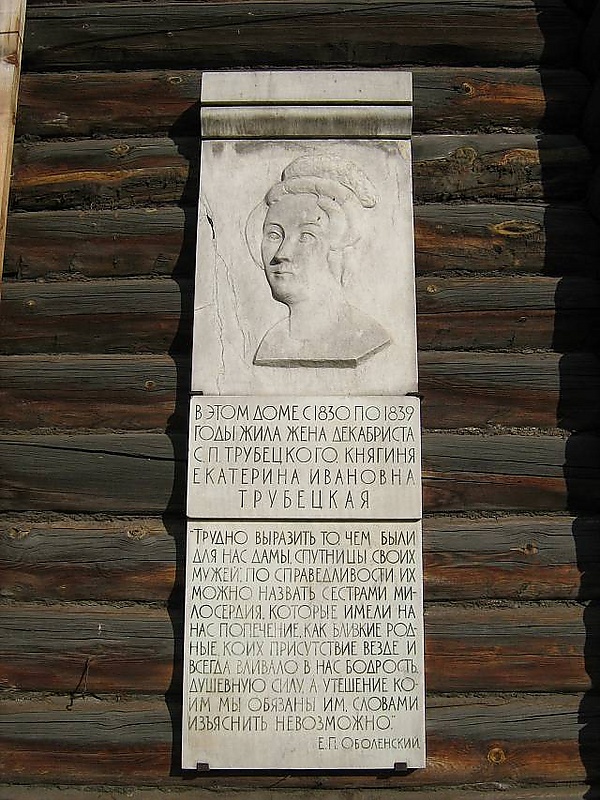 В ЭТОМ ДОМЕ С 1830 ПО 1839
ГОДЫ ЖИЛА ЖЕНА ДЕКАБРИСТА
С.П. ТРУБЕЦКОГО, КНЯГИНЯ
ЕКАТЕРИНА ИВАНОВНА
ТРУБЕЦКАЯ
"ТРУДНО ВЫРАЗИТЬ ТО, ЧЕМ БЫЛИ
ДЛЯ НАС ДАМЫ, СПУТНИЦЫ СВОИХ
МУЖЕЙ; ПО СПРАВЕДЛИВОСТИ ИХ
МОЖНО НАЗВАТЬ СЕСТРАМИ МИ-
ЛОСЕРДИЯ, КОТОРЫЕ ИМЕЛИ НА
НАС ПОПЕЧЕНИЕ, КАК БЛИЗКИЕ РОД-
НЫЕ, КОИХ ПРИСУТСТВИЕ ВЕЗДЕ И
ВСЕГДА ВЛИВАЛО В НАС БОДРОСТЬ,
ДУШЕВНУЮ СИЛУ, А УТЕШЕНИЕ КО-
ИМ МЫ ОБЯЗАНЫ ИМ, СЛОВАМИ
ИЗЪЯСНИТЬ НЕВОЗМОЖНО."
Е.П. ОБОЛЕНСКИЙ